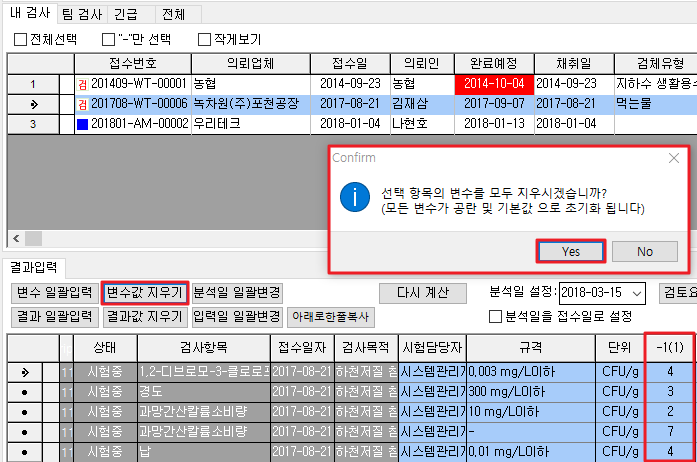 내 검사 팀 검사 긴급 전체
전체선택 "-"만 선택 작게보기
접수번호 의뢰업체 접수일 의뢰인 완료예정 채취일 검체유형
1 검 201409-WT-00001 농협 2014-09-23 농협 2014-10-04 2014-09-23 지하수 생활용수
검 201708-WT-00006 녹차원(주)포천공장 2017-08-21 김재삼 2017-09-07 2017-08-21 먹는물
3 201801-AM-00002 우리테크 2018-01-04 나현호 2018-01-13 2018-01-04
Confirm
선택 항목의 변수를 모두 지우시겠습니까?
(모든 변수가 공란 및 기본값 으로 초기화 됩니다)
Yes No
결과입력
변수 일괄입력 변수값 지우기 분석일 일괄변경 다시 계산 분석일 설정: 2018-03-15 검토요
결과 일괄입력 결과값 지우기 입력일 일괄변경 아래로한줄복사 분석일을 접수일로 설정
상태 검사항목 접수일자 검사목적 시험담당자 규격 단위 -1(1)
11 시험중 1,2-디브로모-3-클로로프 2017-08-21 하천저질 참 시스템관리자 0,003 mg/L이하 CFU/g 4
11 시험중 경도 2017-08-21 하천저질 참 시스템관리자 300 mg/L이하 CFU/g 3
11 시험중 과망간산칼륨소비량 2017-08-21 하천저질 참 시스템관리자 10 mg/L이하 CFU/g 2
11 시험중 과망간산칼륨소비량 2017-08-21 하천저질 참 시스템관리자 - CFU/g 7
11 시험중 납 2017-08-21 하천저질 참 시스템관리자 0,01 mg/L이하 CFU/g 4